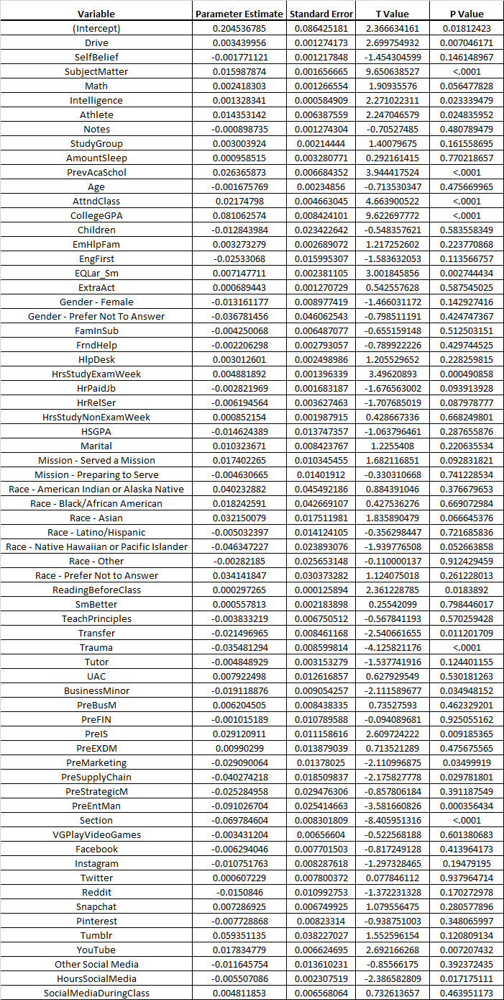 Variable Parameter Estimate Standard Error T Value P Value
(Intercept) 0.204536785 0.086425181 2.366634161 0.01812423
Drive 0.003439956 0.001274173 2.699754932 0.007046171
SelfBelief -0.001771121 0.001217848 -1.454304599 0.146148967
SubjectMatter 0.015987874 0.001656665 9.650638527 <.0001
Math 0.002418303 0.001266554 1.90935576 0.056477828
Intelligence 0.001328341 0.000584909 2.271022311 0.023339479
Athlete 0.014353142 0.006387559 2.247046579 0.024835952
Notes -0.000898735 0.001274304 -0.70527485 0.480789479
StudyGroup 0.003003924 0.00214444 1.40079675 0.161558695
AmountSleep 0.000958515 0.003280771 0.292161415 0.770218657
PrevAcaSchol 0.026365873 0.006684352 3.944417524 <.0001
Age -0.001675769 0.00234856 -0.713530347 0.475669965
AttndClass 0.02174798 0.004663045 4.663900522 <.0001
CollegeGPA 0.081062574 0.008424101 9.622697772 <.0001
Children -0.012843984 0.023422642 -0.548357621 0.583558349
EmHlpFam 0.003273279 0.002689072 1.217252602 0.223770868
EngFirst -0.02533068 0.015995307 -1.583632053 0.113566757
EQLar_Sm 0.007147711 0.002381105 3.001845856 0.002744434
ExtraAct 0.000689443 0.001270729 0.542557628 0.587545025
Gender - Female -0.013161177 0.008977419 -1.466031172 0.142927416
Gender - Prefer Not To Answer -0.036781456 0.046062543 -0.798511191 0.424747367
FamInSub -0.004250068 0.006487077 -0.655159148 0.512503151
FrndHelp -0.002206298 0.002793057 -0.789922226 0.429744525
HlpDesk 0.003012601 0.002498986 1.205529652 0.228259815
HrsStudyExamWeek 0.004881892 0.001396339 3.49620893 0.000490858
HrPaidJb -0.002821969 0.001683187 -1.676563002 0.093913928
HrRelSer -0.006194564 0.003627463 -1.707685019 0.087978777
HrsStudyNonExamWeek 0.000852154 0.001987915 0.428667336 0.668249801
HSGPA -0.014624389 0.013747357 -1.063796461 0.287655876
Marital 0.010323671 0.008423767 1.2255408 0.220635534
Mission - Served a Mission 0.017402265 0.010345455 1.682116851 0.092831821
Mission - Preparing to Serve -0.004630665 0.01401912 -0.330310668 0.741228534
Race - American Indian or Alaska Native 0.040232882 0.045492186 0.884391046 0.376679653
Race - Black/African American 0.018242591 0.042669107 0.427536276 0.669072984
Race - Asian 0.032150079 0.017511981 1.835890479 0.066645376
Race - Latino/Hispanic -0.005032397 0.014124105 -0.356298447 0.721685836
Race - Native Hawaiian or Pacific Islander -0.046347227 0.023893076 -1.939776508 0.052663858
Race - Other -0.00282185 0.025653148 -0.110000137 0.912429459
Race - Prefer Not to Answer 0.034141847 0.030373282 1.124075018 0.261228013
ReadingBeforeClass 0.000297265 0.000125894 2.361228785 0.0183892
SmBetter 0.000557813 0.002183898 0.25542099 0.798446017
TeachPrinciples -0.003833219 0.006750512 -0.567841193 0.570259428
Transfer -0.021496965 0.008461168 -2.540661655 0.011201709
Trauma -0.035481294 0.008599814 -4.125821176 <.0001
Tutor -0.004848929 0.003153279 -1.537741916 0.124401155
UAC 0.007922498 0.012616857 0.627929549 0.530181263
BusinessMinor -0.019118876 0.009054257 -2.111589677 0.034948152
PreBusM 0.006204505 0.008438335 0.73527593 0.462329201
PreFIN -0.001015189 0.010789588 -0.094089681 0.925055162
PreIS 0.029120911 0.011158616 2.609724222 0.009185365
PreEXDM 0.00990299 0.013879039 0.713521289 0.475675565
PreMarketing -0.029090064 0.01378025 -2.110996875 0.03499919
PreSupplyChain -0.040274218 0.018509837 -2.175827778 0.029781801
PreStrategicM -0.025284958 0.029476306 -0.857806184 0.391187549
PreEntMan -0.091026704 0.025414663 -3.581660826 0.000356434
Section -0.069784604 0.008301809 -8.405951316 <.0001
VGPlayVideoGames -0.003431204 0.00656604 -0.522568188 0.601380683
Facebook -0.006294046 0.007701503 -0.817249128 0.413964173
Instagram -0.010751763 0.008287618 -1.297328465 0.19479195
Twitter 0.000607229 0.007800372 0.077846112 0.937964714
Reddit -0.0150846 0.010992753 -1.372231328 0.170272978
Snapchat 0.007286925 0.006749925 1.079556475 0.280577896
Pinterest -0.007728868 0.00823314 -0.938751003 0.348065997
Tumblr 0.059351135 0.038227027 1.552596154 0.120809134
YouTube 0.017834779 0.006624695 2.692166268 0.007207432
Other Social Media -0.011645754 0.013610231 -0.85566175 0.392372435
HoursSocialMedia -0.005507086 0.002307519 -2.386582809 0.017175111
SocialMediaDuringClass 0.004811853 0.006568064 0.732613657 0.463951173